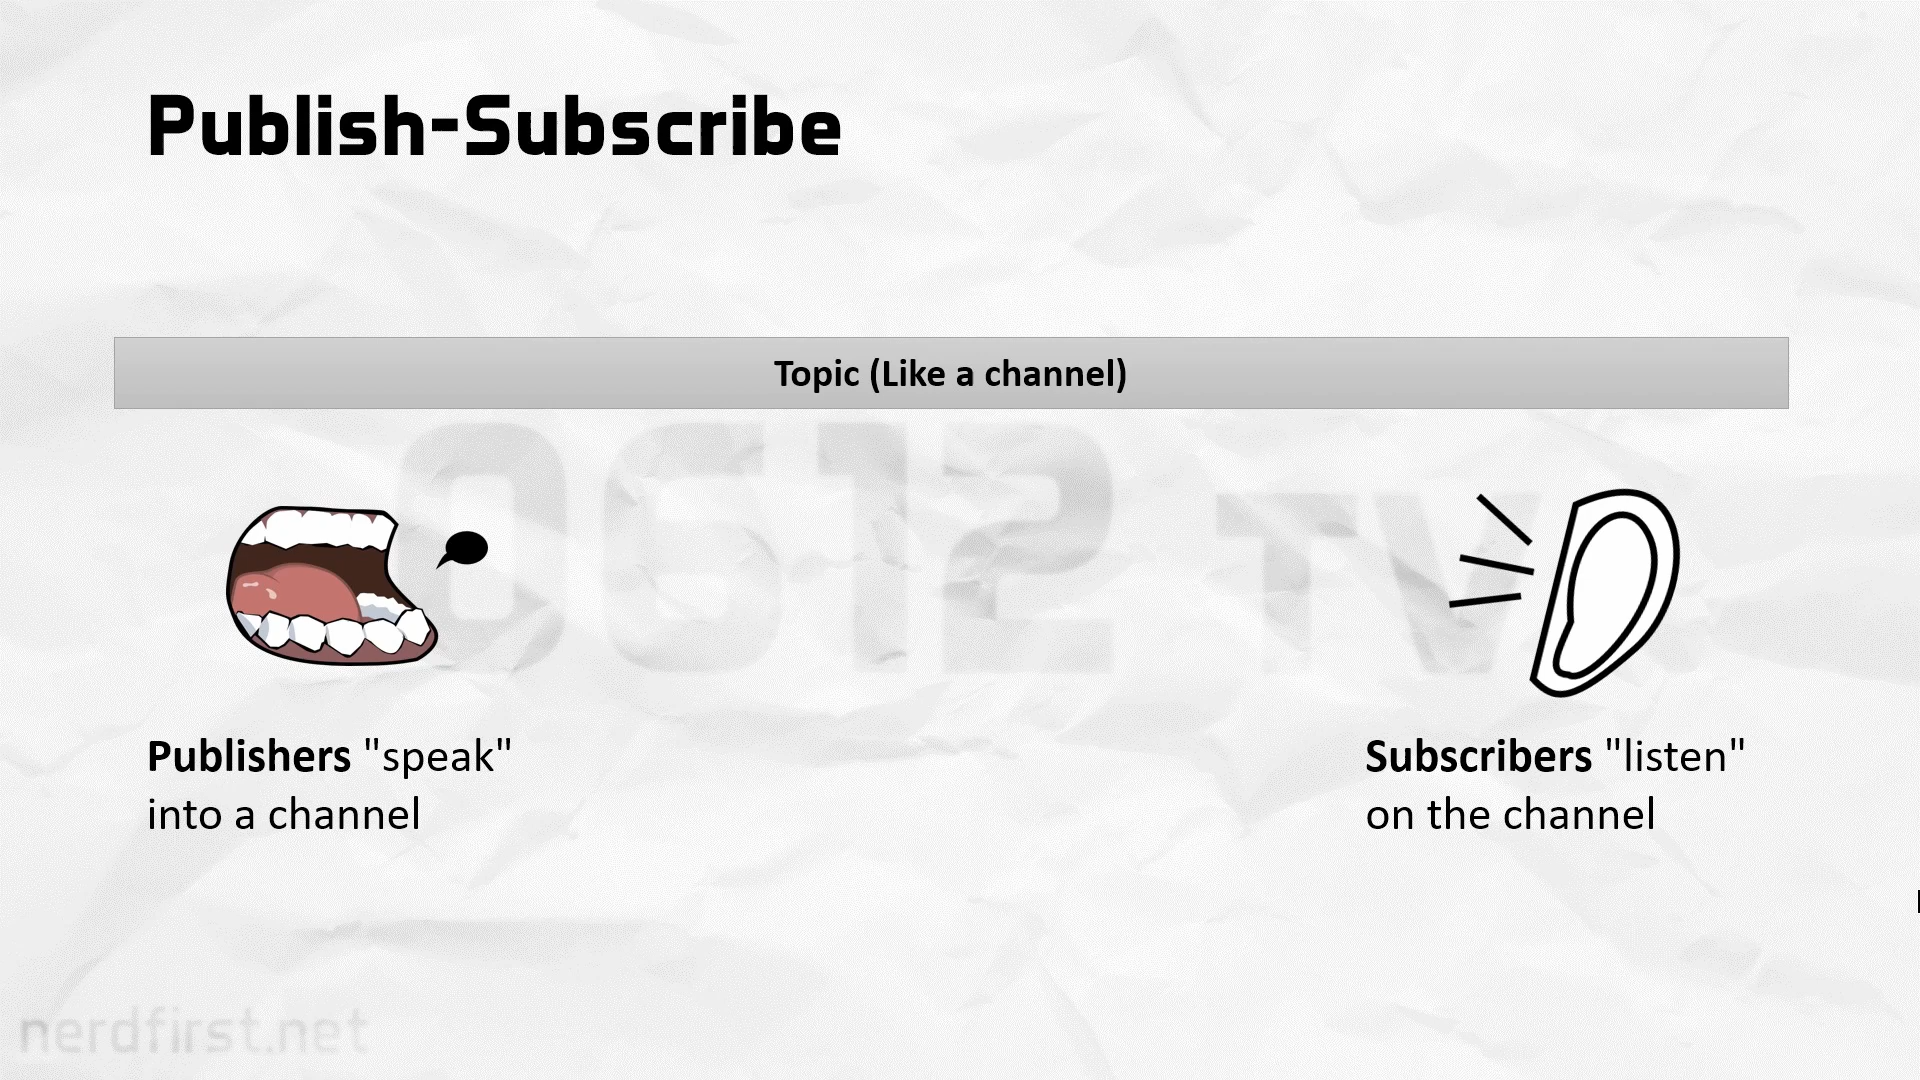 Publish-Subscribe
Topic (Like a channel)
0612 TV
Publishers "speak"
into a channel
Subscribers "listen"
on the channel
nerdfirst.net